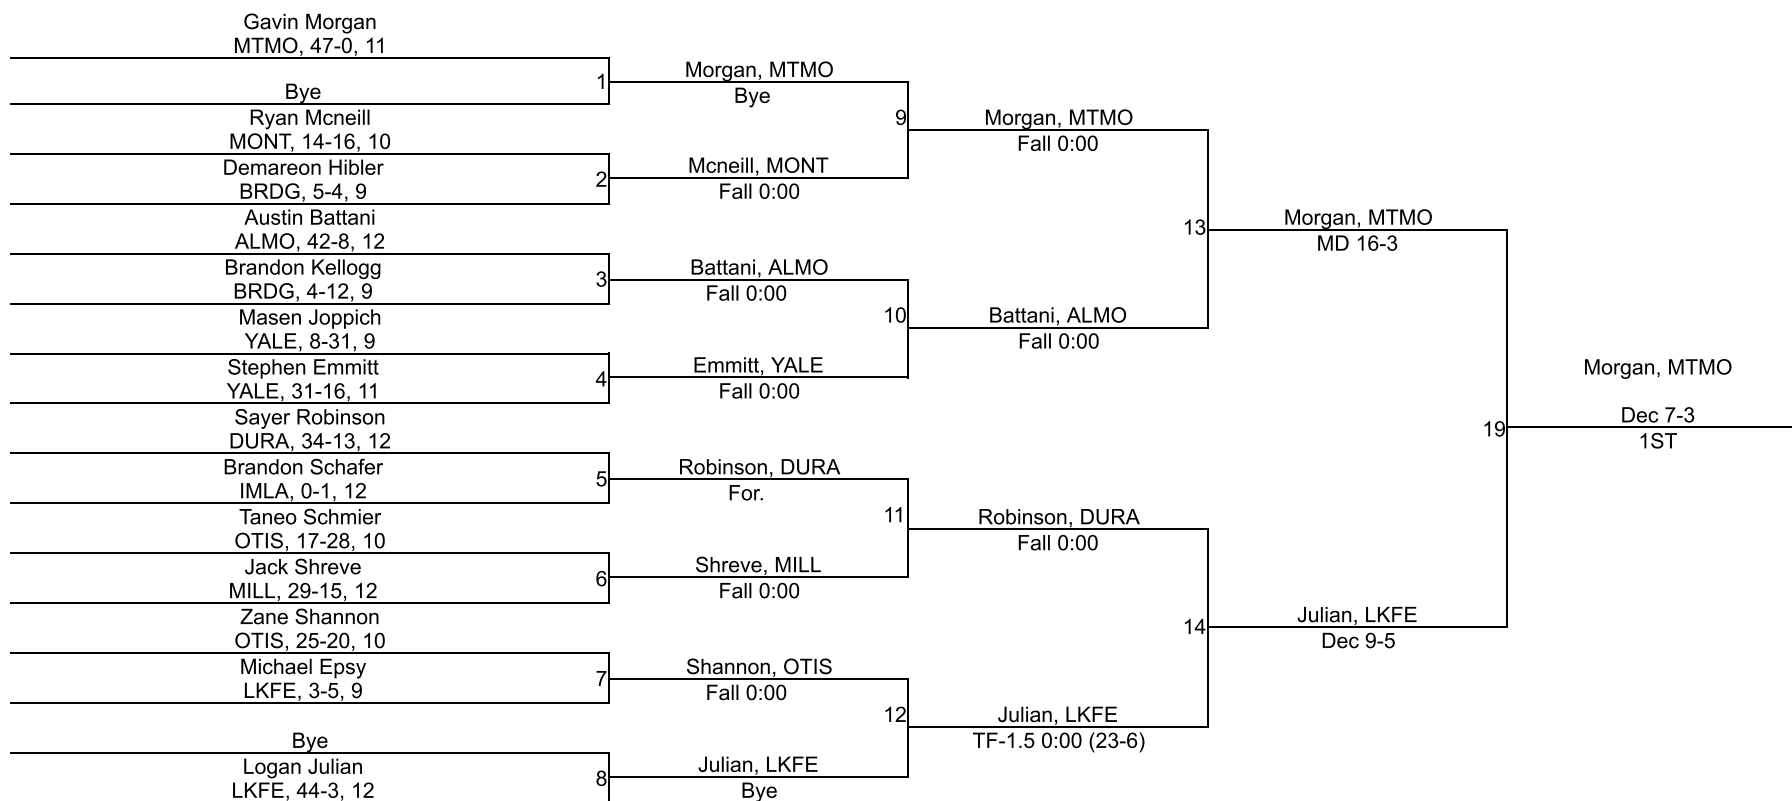 Gavin Morgan
MTMO, 47-0, 11
Bye
Ryan Mcneill
MONT, 14-16, 10
Demareon Hibler
BRDG, 5-4, 9
Austin Battani
ALMO, 42-8, 12
Brandon Kellogg
BRDG, 4-12, 9
Masen Joppich
YALE, 8-31, 9
Stephen Emmitt
YALE, 31-16, 11
Sayer Robinson
DURA, 34-13, 12
Brandon Schafer
IMLA, 0-1, 12
Taneo Schmier
OTIS, 17-28, 10
Jack Shreve
MILL, 29-15, 12
Zane Shannon
OTIS, 25-20, 10
Michael Epsy
LKFE, 3-5, 9
Bye
Logan Julian
LKFE, 44-3, 12
1
2
3
4
5
6
7
8
Morgan, MTMO
Bye
Mcneill, MONT
Fall 0:00
Battani, ALMO
Fall 0:00
Emmitt, YALE
Fall 0:00
Robinson, DURA
For.
Shreve, MILL
Fall 0:00
Shannon, OTIS
Fall 0:00
Julian, LKFE
Bye
9
10
11
12
Morgan, MTMO
Fall 0:00
Battani, ALMO
Fall 0:00
Robinson, DURA
Fall 0:00
Julian, LKFE
TF-1.5 0:00 (23-6)
13
14
Morgan, MTMO
MD 16-3
Julian, LKFE
Dec 9-5
19
Morgan, MTMO
Dec 7-3
1ST